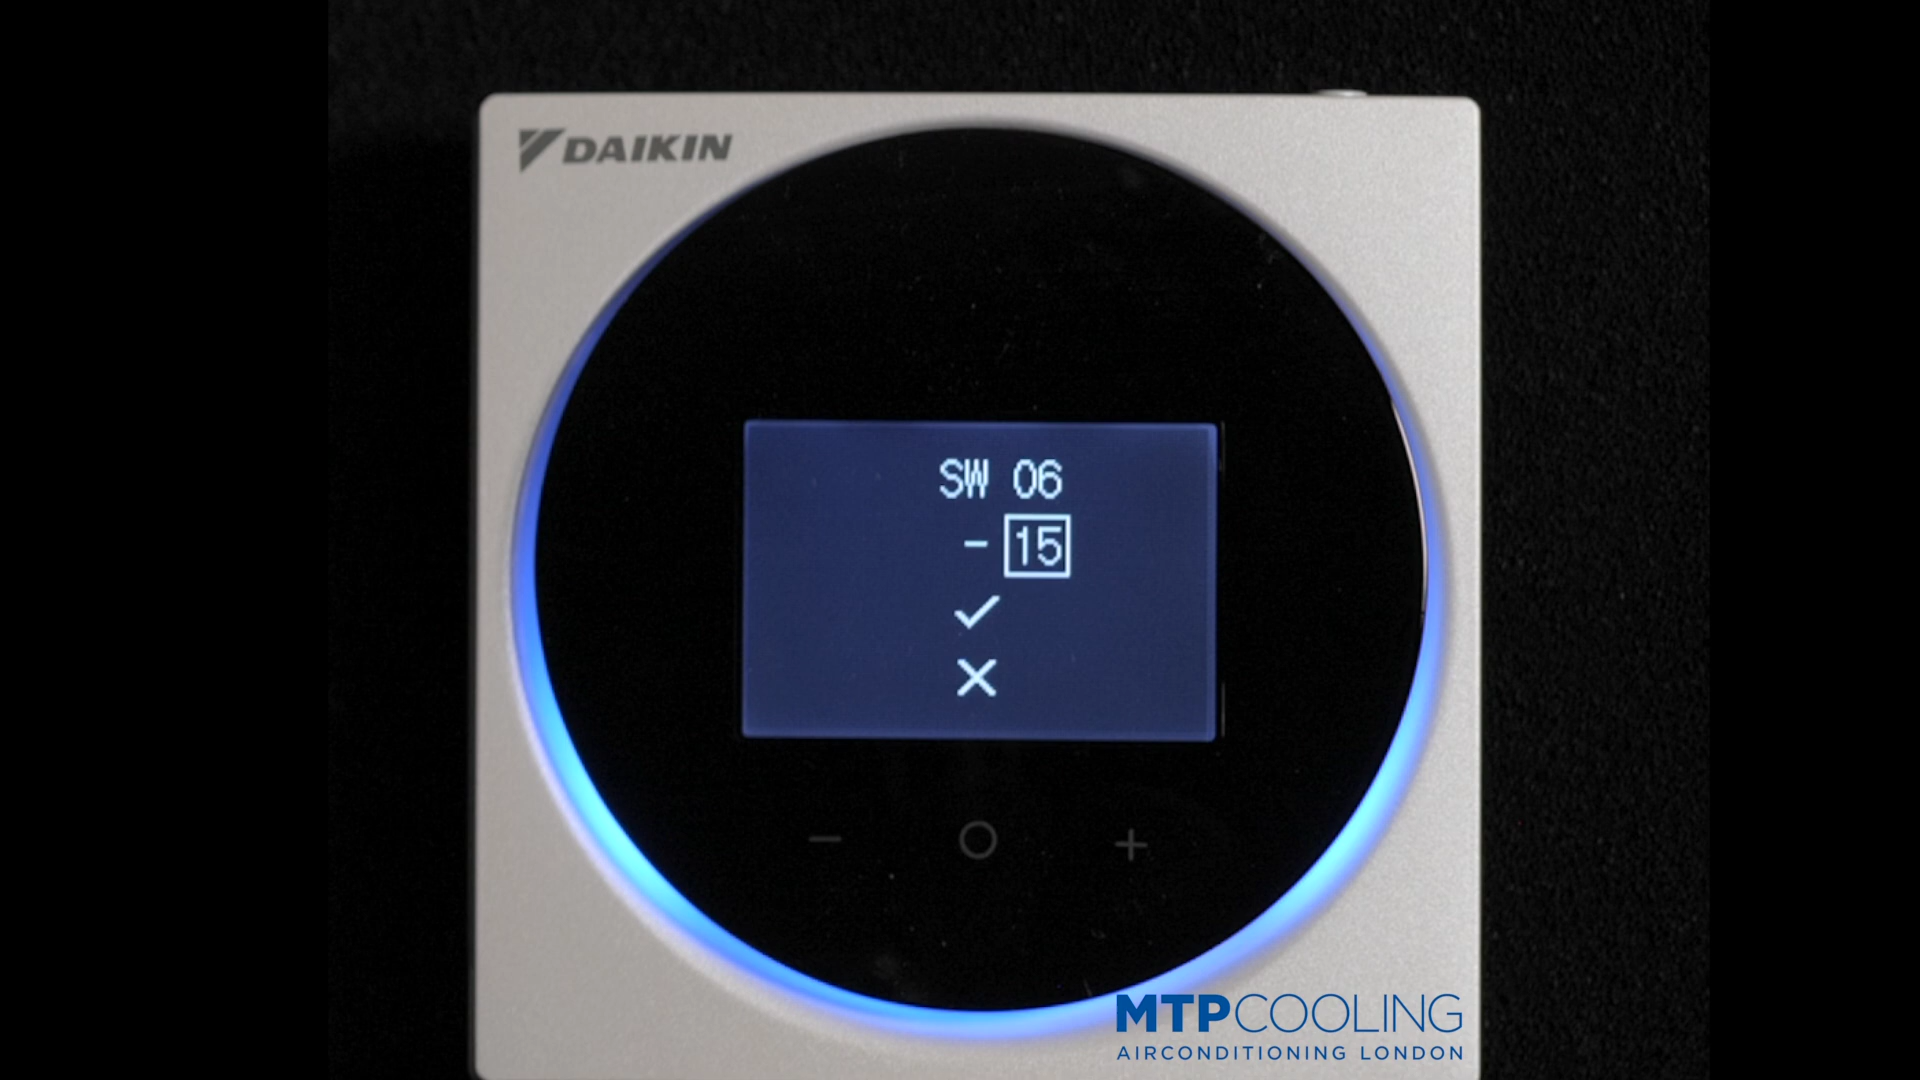 DAIKIN
SW 06
- 15
MTPCOOLING
AIRCONDITIONING LONDON